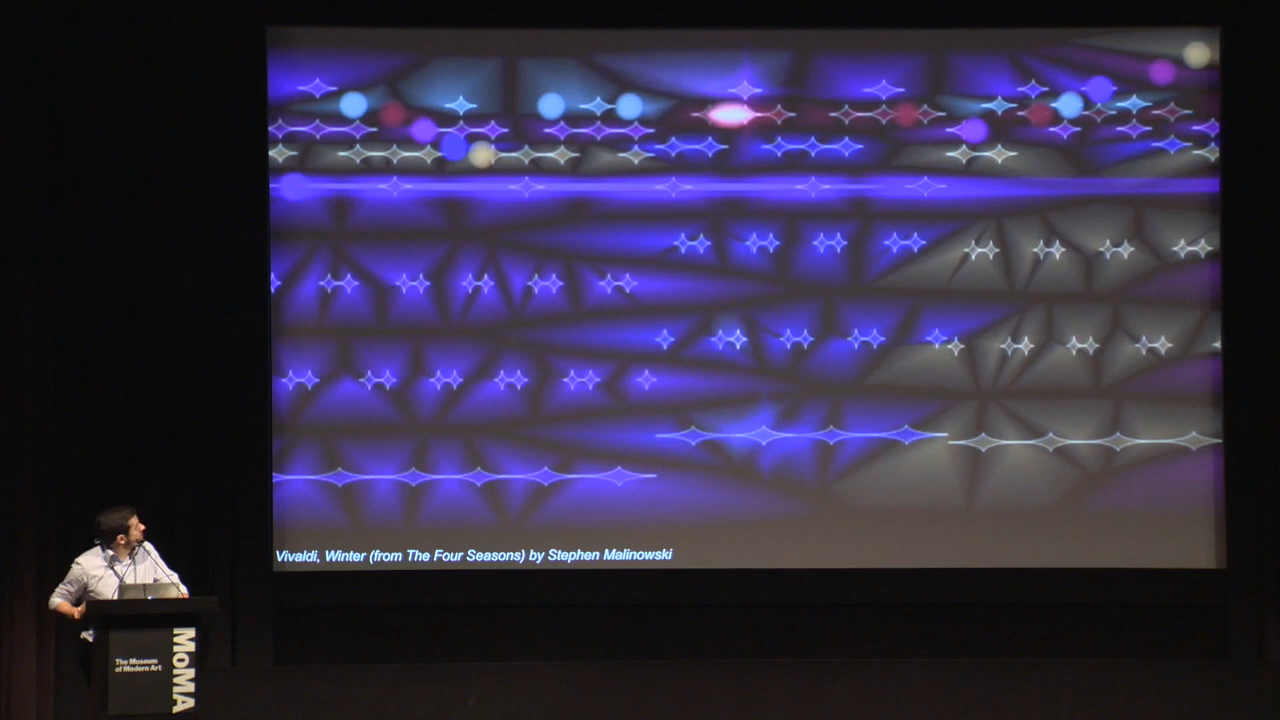 Vivaldi, Winter (from The Four Seasons) by Stephen Malinowski
The Museum
of Modern Art
MoMA